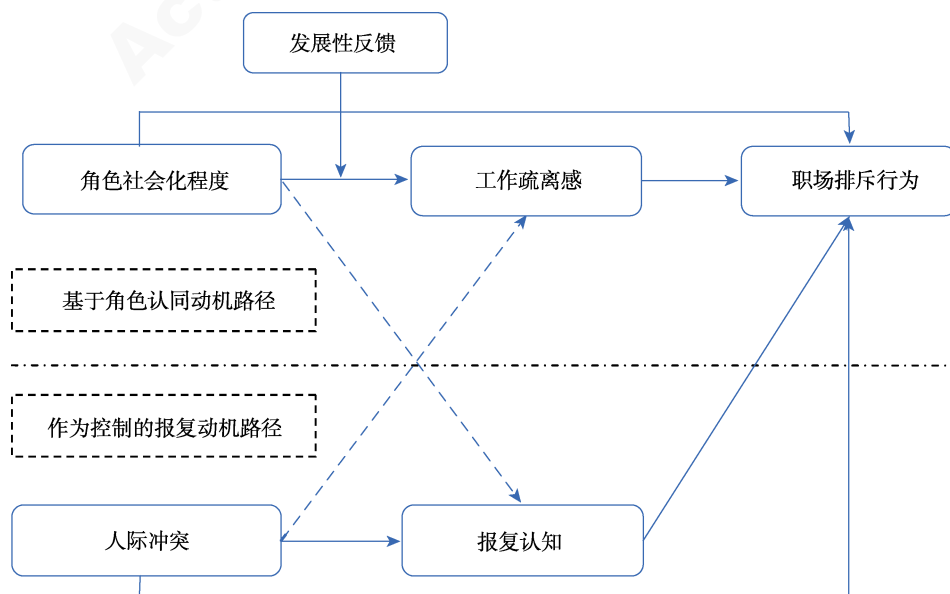 发展性反馈
角色社会化程度
工作疏离感
职场排斥行为
基于角色认同动机路径
作为控制的报复动机路径
人际冲突
报复认知